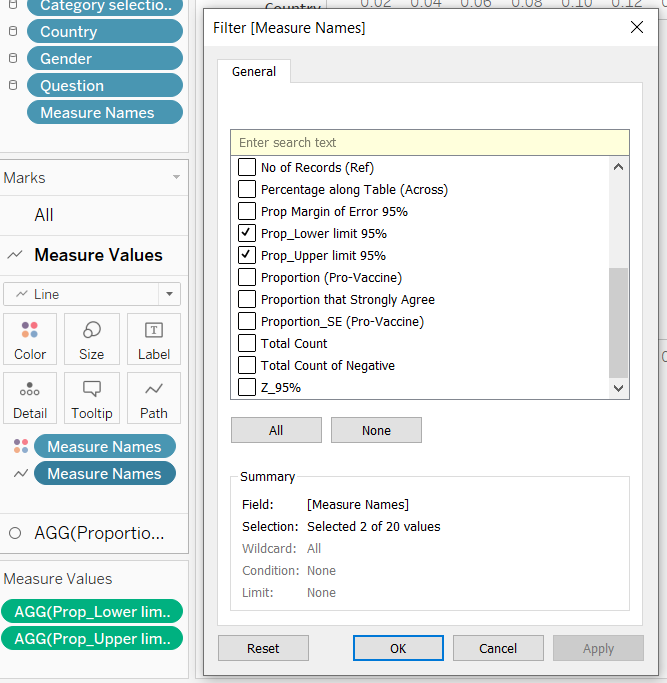 Category selectio..
Country
Gender
Question
Measure Names
Marks
All
Measure Values
Line
Color
Size
Label
Detail
Tooltip
Path
Measure Names
Measure Names
AGG(Proportio...
Measure Values
AGG(Prop_Lower lim..
AGG(Prop_Upper lim..
Country
0.02 0.04 0.06 0.08 0.10 0.12
Filter [Measure Names]
General
Enter search text
No of Records (Ref)
Percentage along Table (Across)
Prop Margin of Error 95%
Prop_Lower limit 95%
Prop_Upper limit 95%
Proportion (Pro-Vaccine)
Proportion that Strongly Agree
Proportion_SE (Pro-Vaccine)
Total Count
Total Count of Negative
Z_95%
All
None
Summary
Field: [Measure Names]
Selection: Selected 2 of 20 values
Wildcard: All
Condition: None
Limit: None
Reset
OK
Cancel
Apply